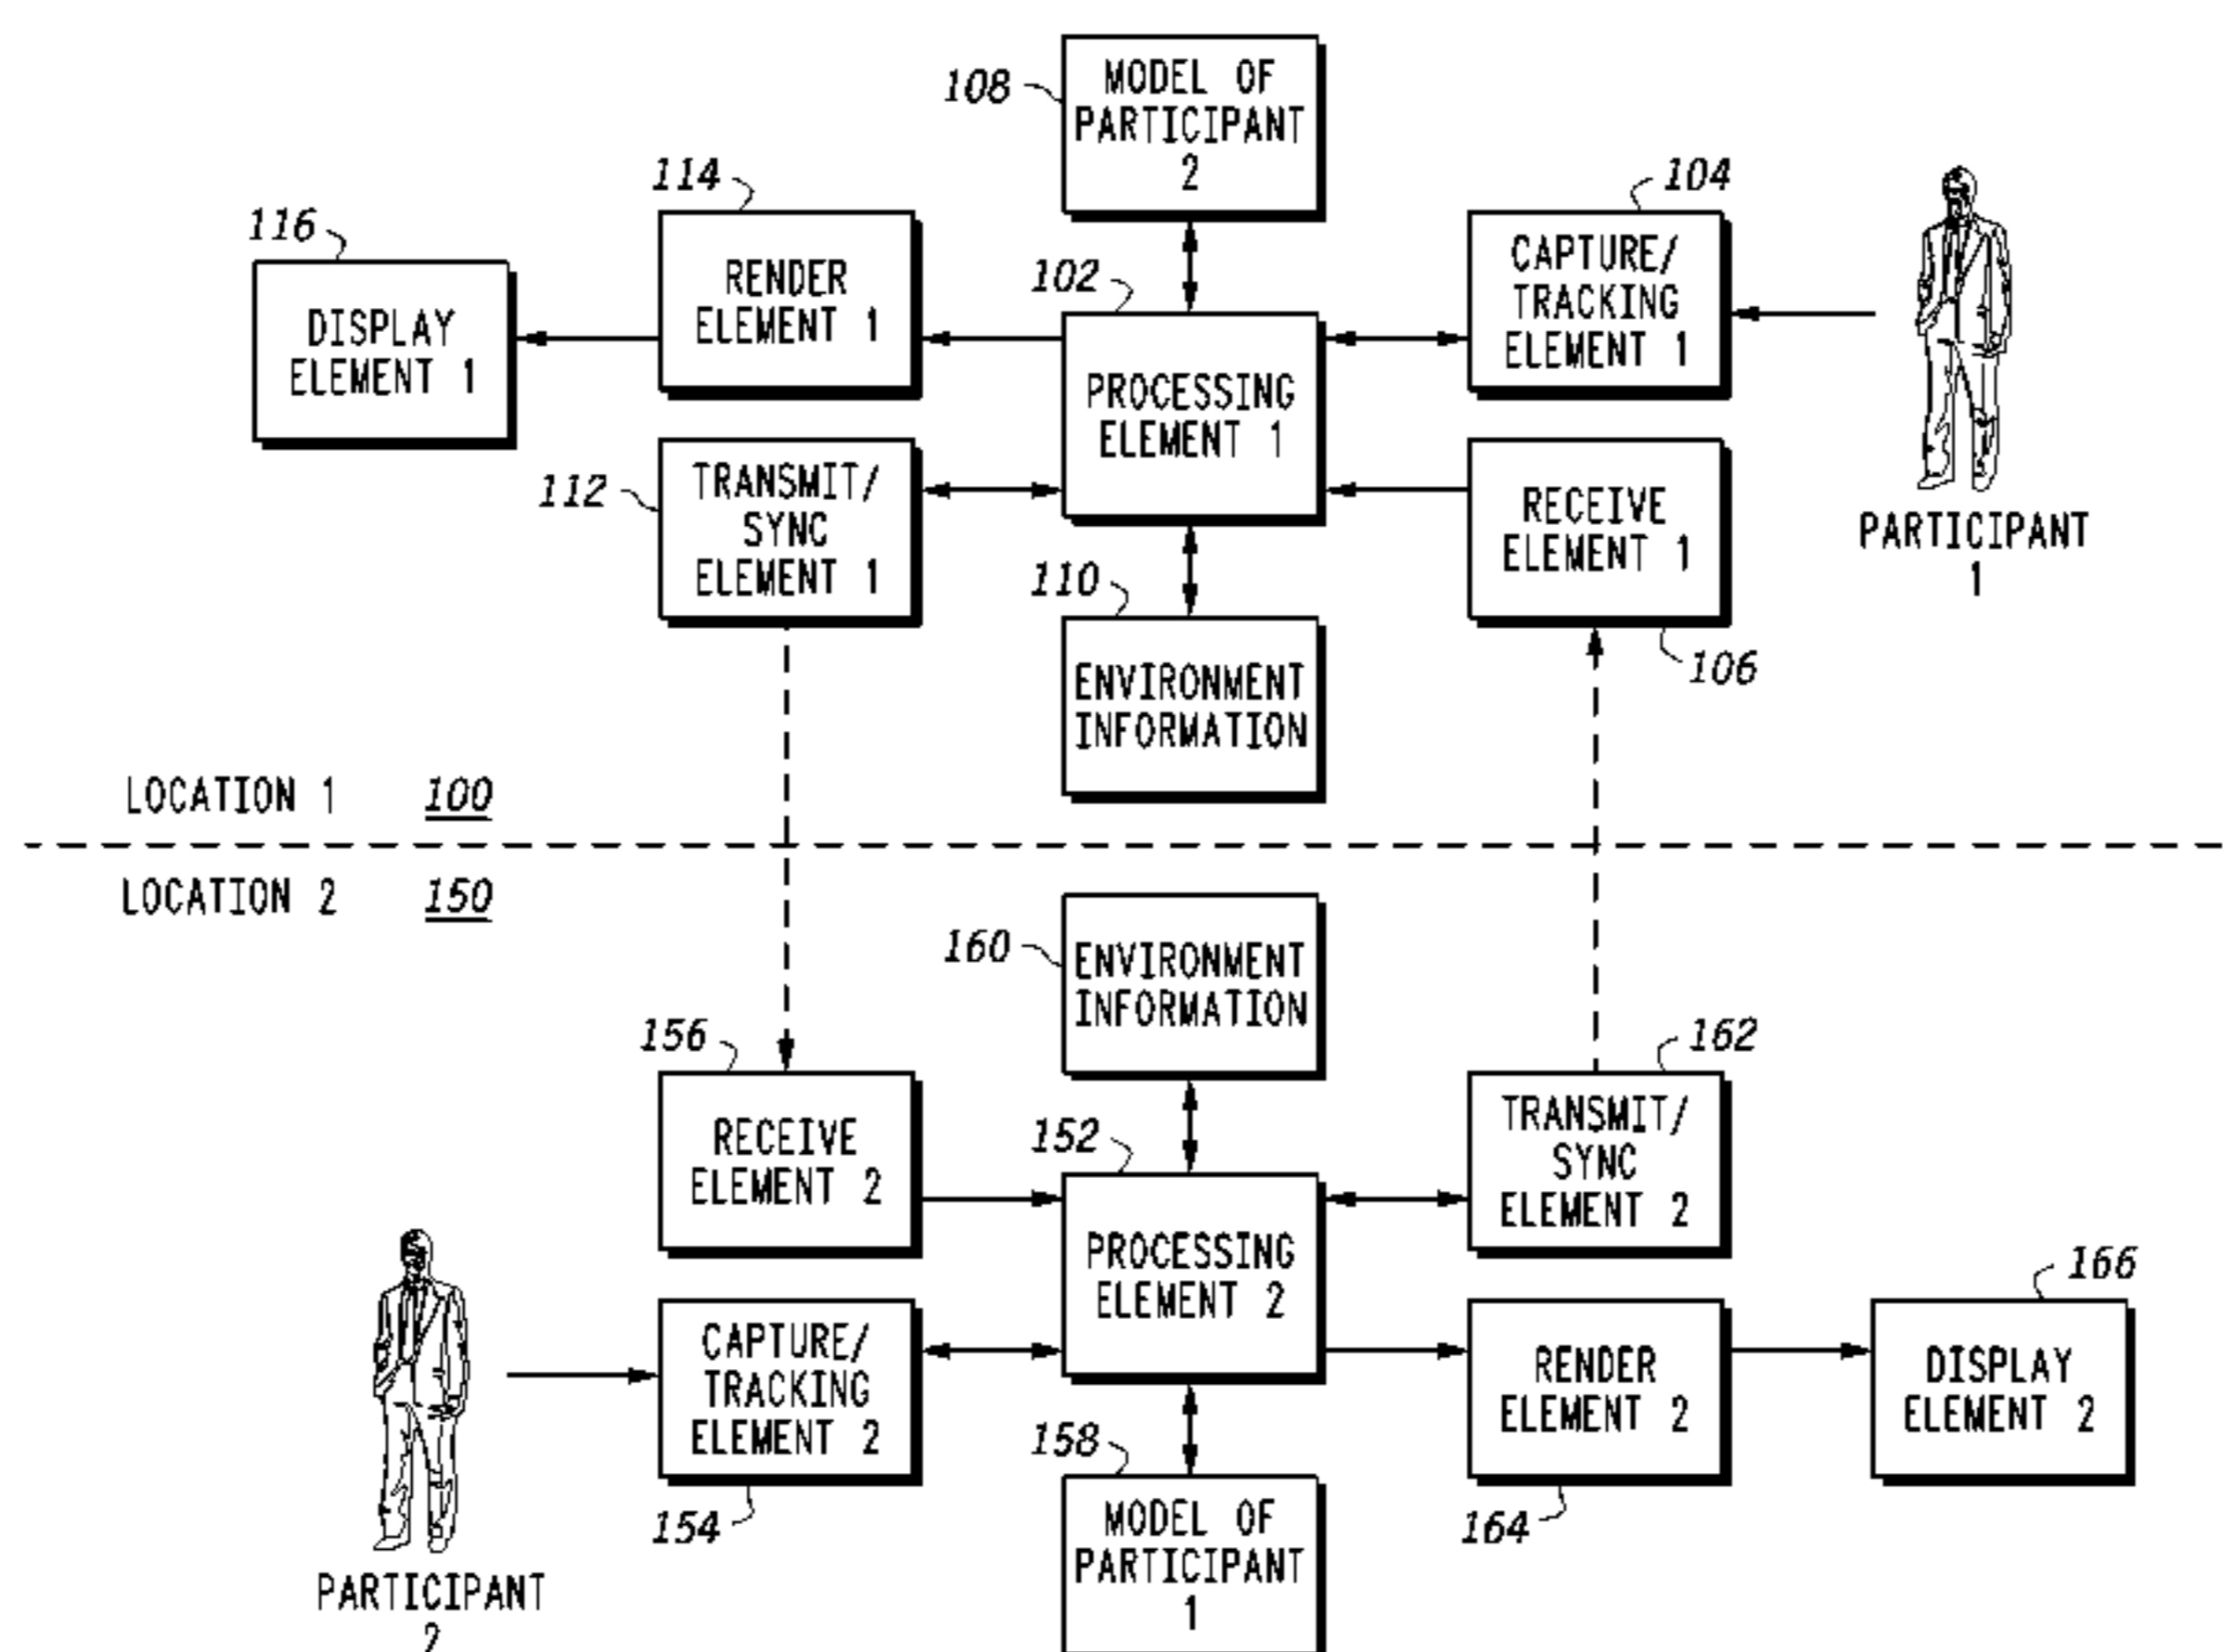 108
MODEL OF
PARTICIPANT
2
114
104
116
RENDER
ELEMENT 1
102
CAPTURE/
TRACKING
ELEMENT 1
DISPLAY
ELEMENT 1
PROCESSING
ELEMENT 1
112
TRANSMIT/
SYNC
ELEMENT 1
RECEIVE
ELEMENT 1
PARTICIPANT
1
110
106
ENVIRONMENT
INFORMATION
LOCATION 1 100
LOCATION 2 150
160
ENVIRONMENT
INFORMATION
156
162
RECEIVE
ELEMENT 2
152
TRANSMIT/
SYNC
ELEMENT 2
PROCESSING
ELEMENT 2
166
CAPTURE/
TRACKING
ELEMENT 2
RENDER
ELEMENT 2
DISPLAY
ELEMENT 2
154
158
164
MODEL OF
PARTICIPANT
1
PARTICIPANT
2